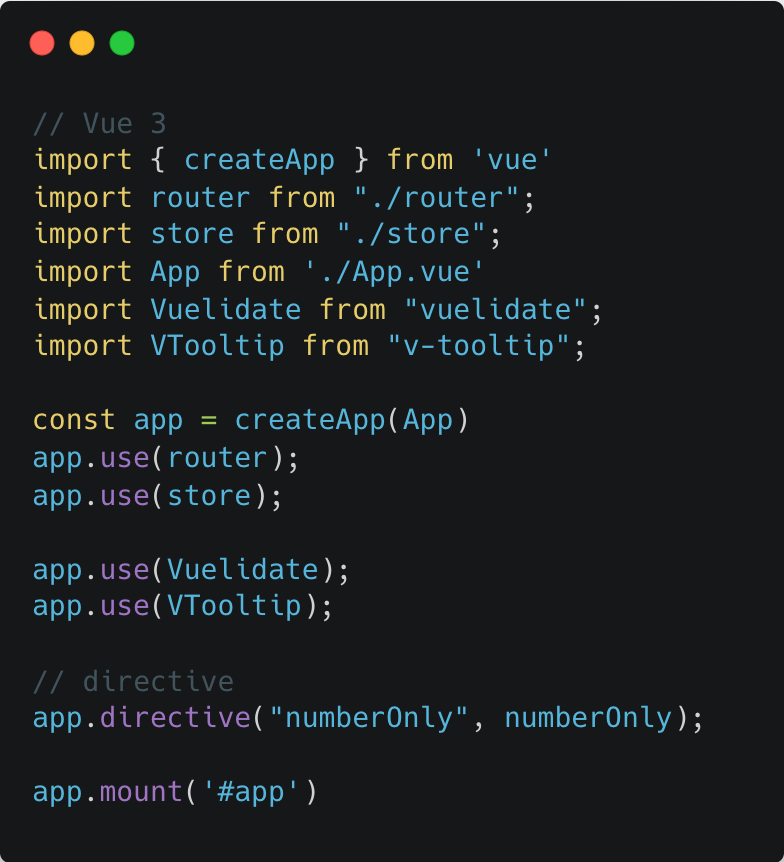 // Vue 3
import { createApp } from 'vue'
import router from "./router";
import store from "./store";
import App from './App.vue'
import Vuelidate from "vuelidate";
import VTooltip from "v-tooltip";

const app = createApp(App)
app.use(router);
app.use(store);

app.use(Vuelidate);
app.use(VTooltip);

// directive
app.directive("numberOnly", numberOnly);

app.mount('#app')